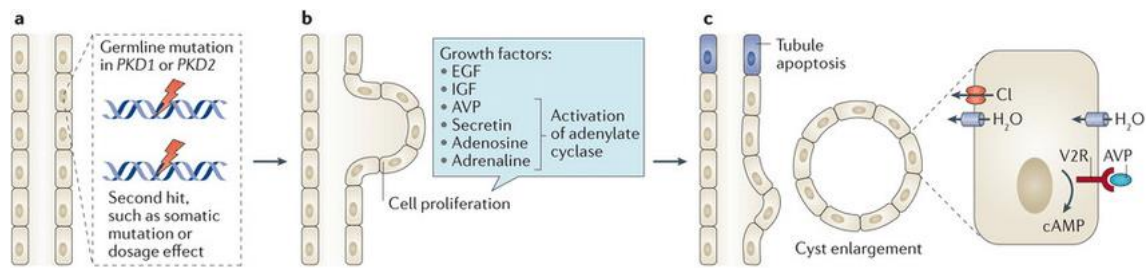 a
Germline mutation
in PKD1 or PKD2
Second hit,
such as somatic
mutation or
dosage effect
b
Growth factors:
• EGF
• IGF
• AVP
• Secretin
• Adenosine
• Adrenaline
Activation
of adenylate
cyclase
Cell proliferation
c
Tubule
apoptosis
Cyst enlargement
Cl
H₂O
H₂O
V2R
AVP
cAMP